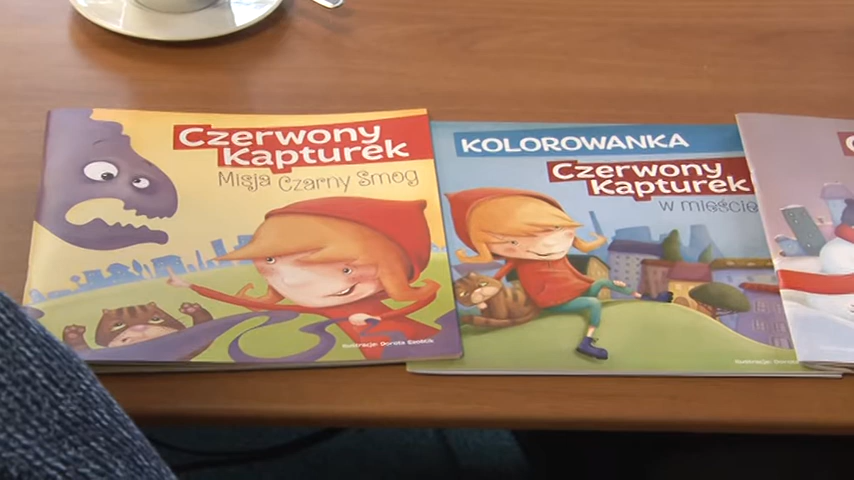 Czerwony
Kapturek
Misja Czarny Smog
KOLOROWANKA
Czerwony
Kapturek
w mieście